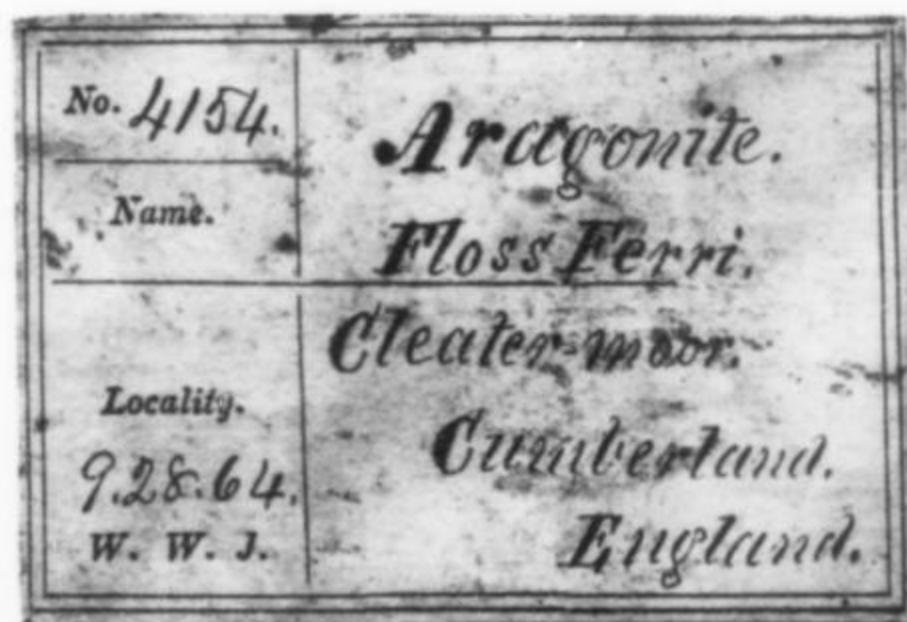 No. 4154.
Aragonite.
Name.
Floss Ferri.
Cleater-moor.
Locality.
Cumberland.
9.28.64.
England.
W. W. J.